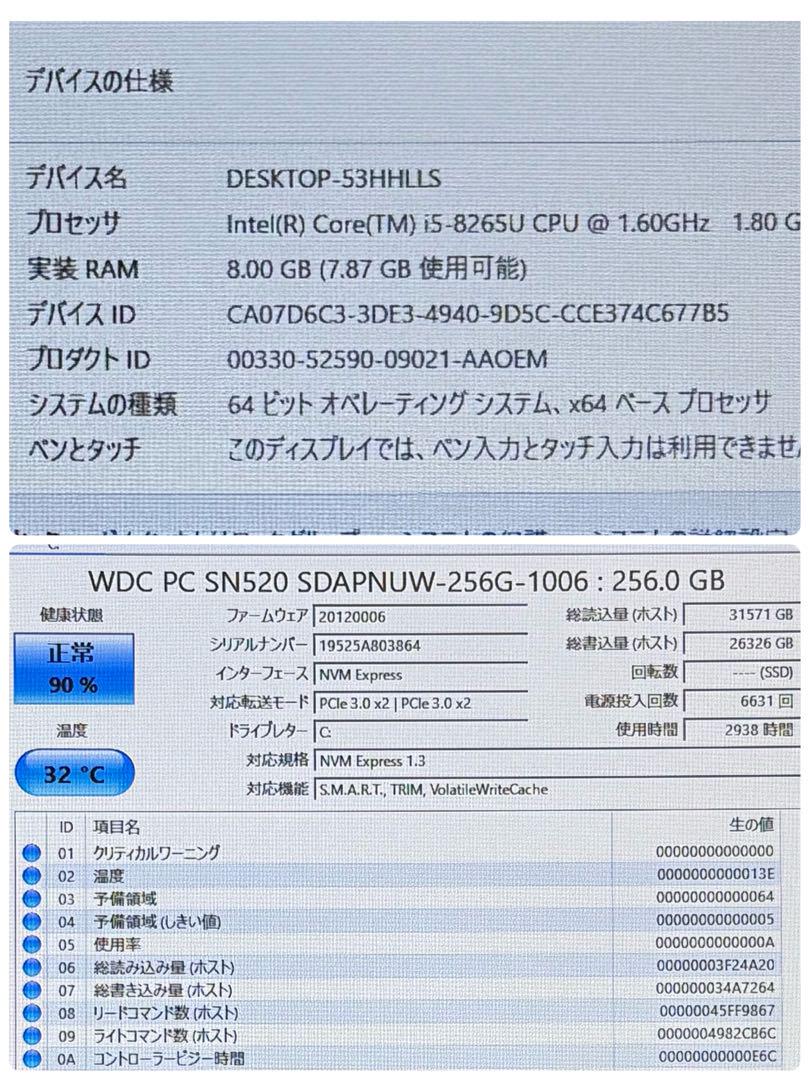 デバイスの仕様
デバイス名 DESKTOP-53HHLLS
プロセッサ Intel(R) Core(TM) i5-8265U CPU @ 1.60GHz 1.80 G
実装 RAM 8.00 GB (7.87 GB 使用可能)
デバイス ID CA07D6C3-3DE3-4940-9D5C-CCE374C677B5
プロダクト ID 00330-52590-09021-AAOEM
システムの種類 64 ビット オペレーティング システム、x64 ベース プロセッサ
ペンとタッチ このディスプレイでは、ペン入力とタッチ入力は利用できませ
WDC PC SN520 SDAPNUW-256G-1006 : 256.0 GB
健康状態 ファームウェア 20120006 総読込量 (ホスト) 31571 GB
正常 シリアルナンバー 19525A803864 総書込量 (ホスト) 26326 GB
90 % インターフェース NVM Express 回転数 ---- (SSD)
対応転送モード PCIe 3.0 x2 | PCIe 3.0 x2 電源投入回数 6631 回
温度 ドライブレター C: 使用時間 2938 時間
32 °C 対応規格 NVM Express 1.3
対応機能 S.M.A.R.T., TRIM, VolatileWriteCache
ID 項目名 生の値
01 クリティカルワーニング 00000000000000
02 温度 0000000000013E
03 予備領域 00000000000064
04 予備領域 (しきい値) 00000000000005
05 使用率 0000000000000A
06 総読み込み量 (ホスト) 00000003F24A20
07 総書き込み量 (ホスト) 000000034A7264
08 リードコマンド数 (ホスト) 00000045FF9867
09 ライトコマンド数 (ホスト) 0000004982CB6C
0A コントローラービジー時間 00000000000E6C